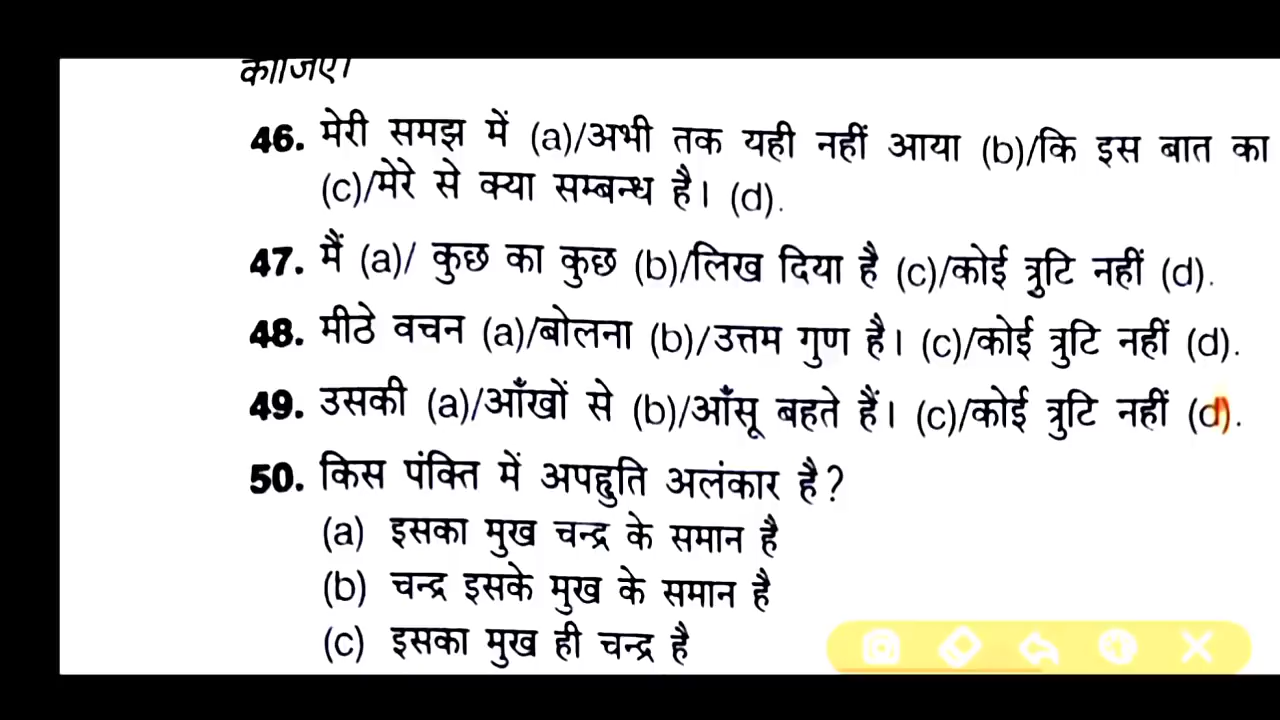 कीजिए।
46. मेरी समझ में (a)/अभी तक यही नहीं आया (b)/कि इस बात का
(c)/मेरे से क्या सम्बन्ध है। (d).
47. मैं (a)/ कुछ का कुछ (b)/लिख दिया है (c)/कोई त्रुटि नहीं (d).
48. मीठे वचन (a)/बोलना (b)/उत्तम गुण है। (c)/कोई त्रुटि नहीं (d).
49. उसकी (a)/आँखों से (b)/आँसू बहते हैं। (c)/कोई त्रुटि नहीं (d).
50. किस पंक्ति में अपह्नुति अलंकार है?
(a) इसका मुख चन्द्र के समान है
(b) चन्द्र इसके मुख के समान है
(c) इसका मुख ही चन्द्र है